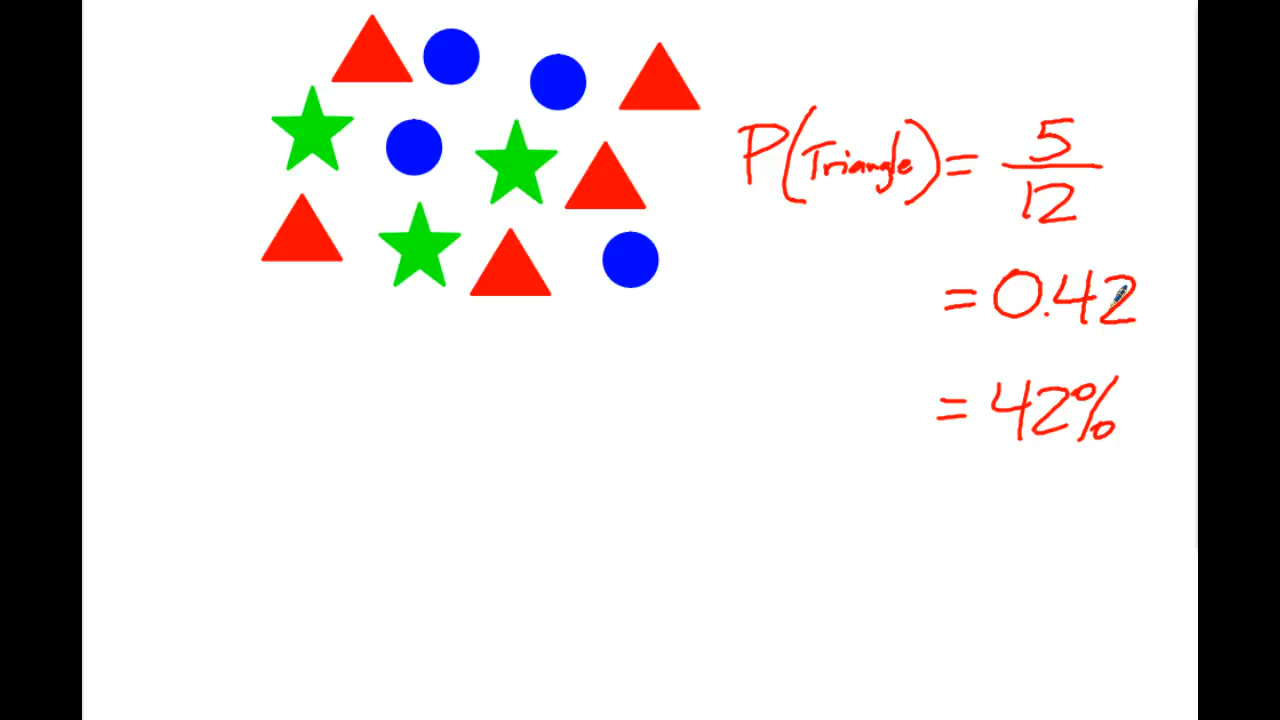 P(Triangle) = 5/12
= 0.42
= 42%